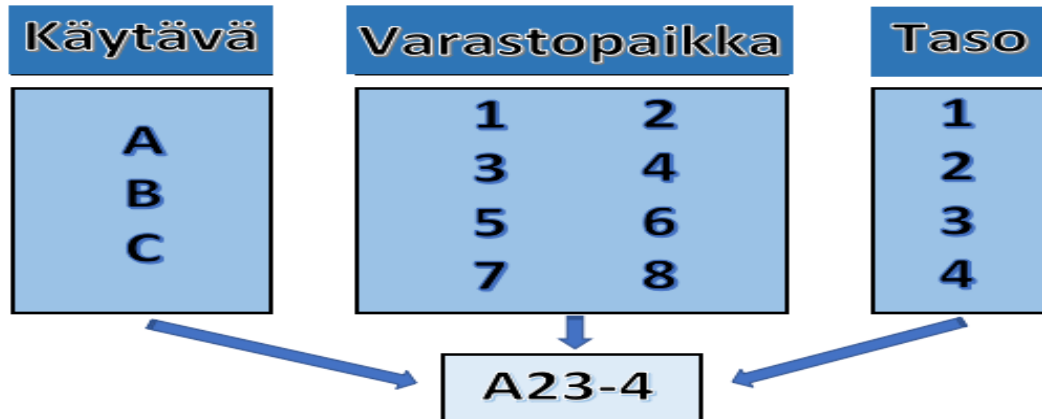 Käytävä
Varastopaikka
Taso
A
B
C
1 2
3 4
5 6
7 8
1
2
3
4
A23-4